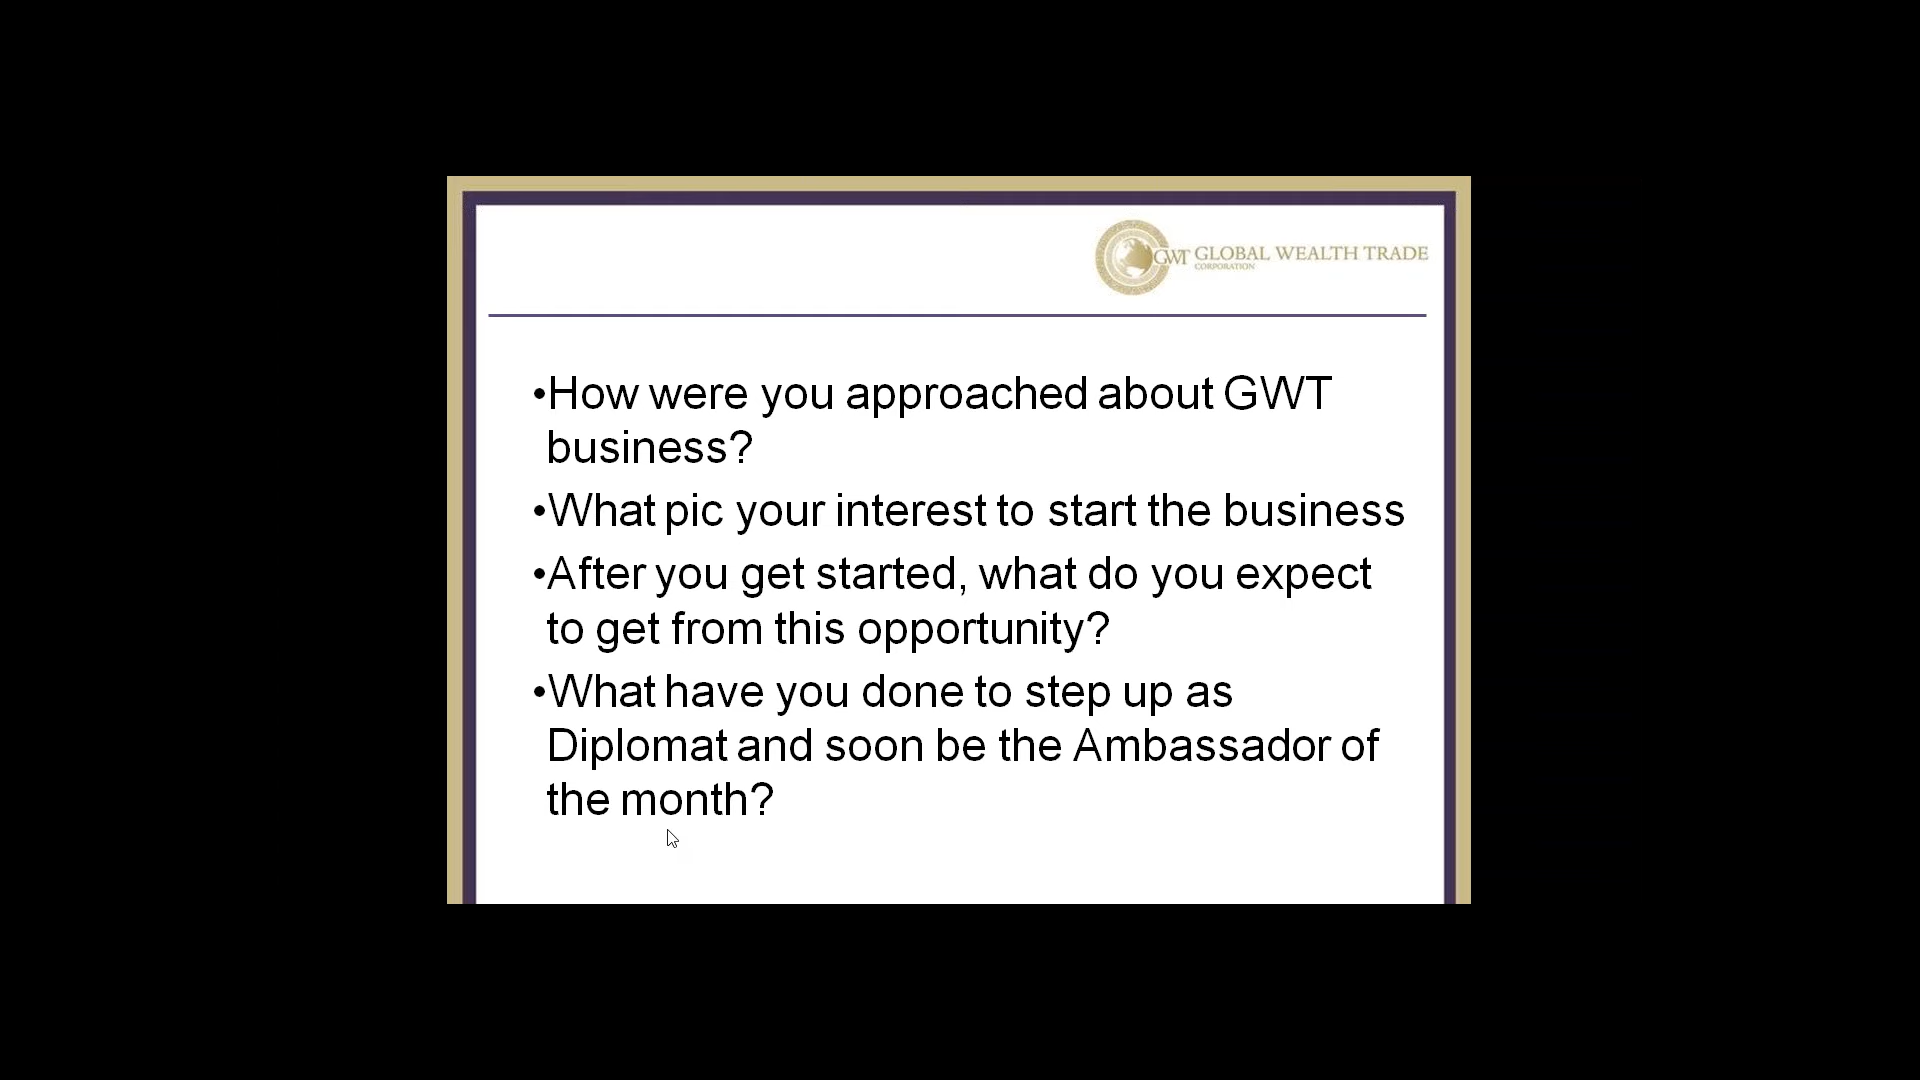 GWT GLOBAL WEALTH TRADE
CORPORATION
•How were you approached about GWT
business?
•What pic your interest to start the business
•After you get started, what do you expect
to get from this opportunity?
•What have you done to step up as
Diplomat and soon be the Ambassador of
the month?